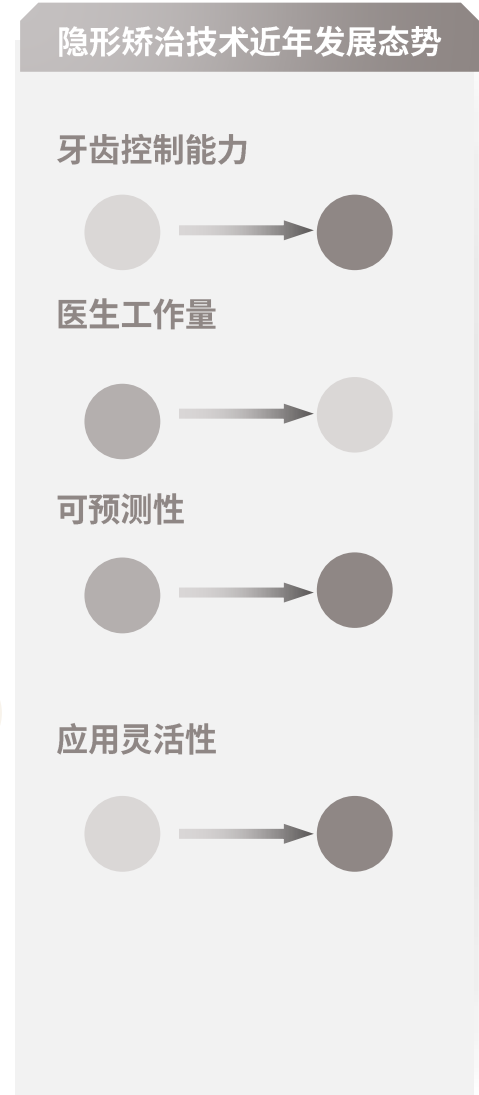 隐形矫治技术近年发展态势
牙齿控制能力
医生工作量
可预测性
应用灵活性